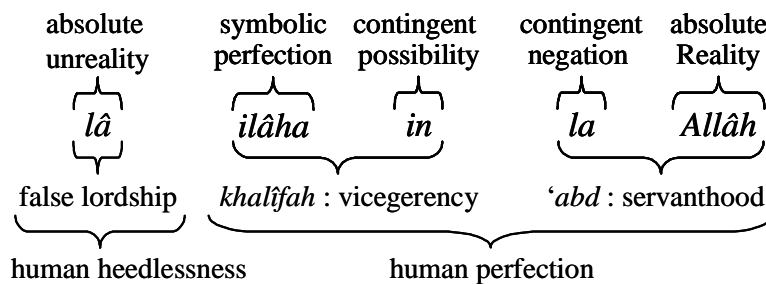 absolute symbolic contingent contingent absolute
unreality perfection possibility negation Reality
lâ ilâha in la Allâh
false lordship khalîfah : vicegerency ‘abd : servanthood
human heedlessness human perfection